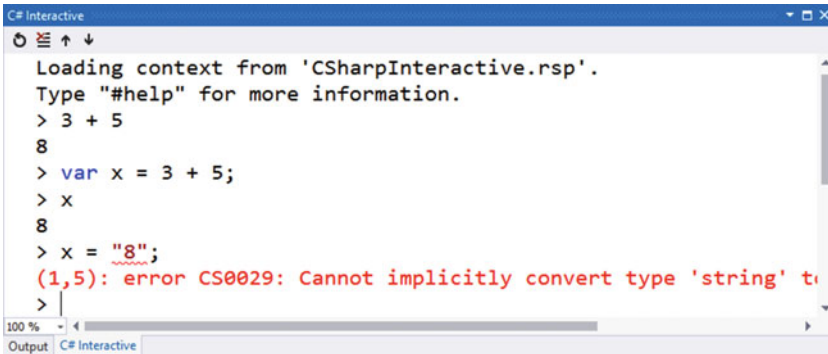 C# Interactive
Loading context from 'CSharpInteractive.rsp'.
Type "#help" for more information.
> 3 + 5
8
> var x = 3 + 5;
> x
8
> x = "8";
(1,5): error CS0029: Cannot implicitly convert type 'string'
>
100 %
Output C# Interactive